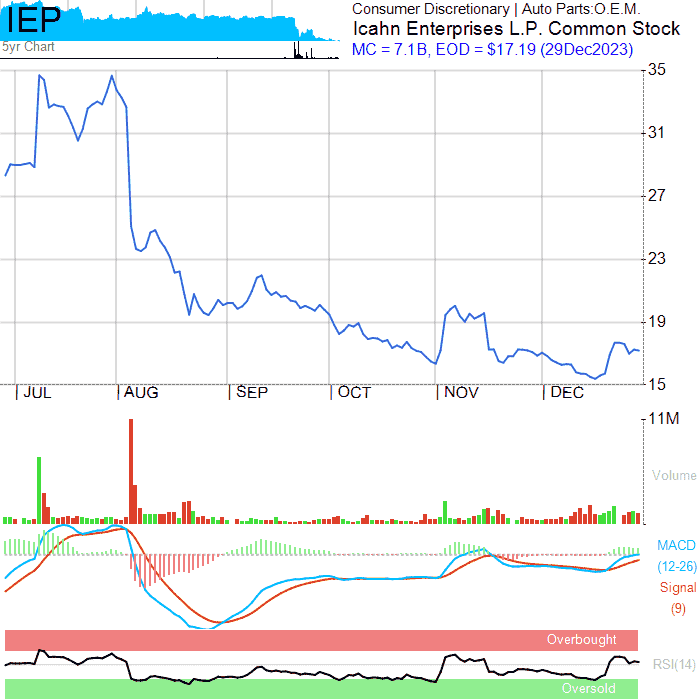 IEP
5yr Chart
Consumer Discretionary | Auto Parts:O.E.M.
Icahn Enterprises L.P. Common Stock
MC = 7.1B, EOD = $17.19 (29Dec2023)
35
31
27
23
19
15
JUL AUG SEP OCT NOV DEC
11M
Volume
MACD
(12-26)
Signal
(9)
Overbought
RSI(14)
Oversold